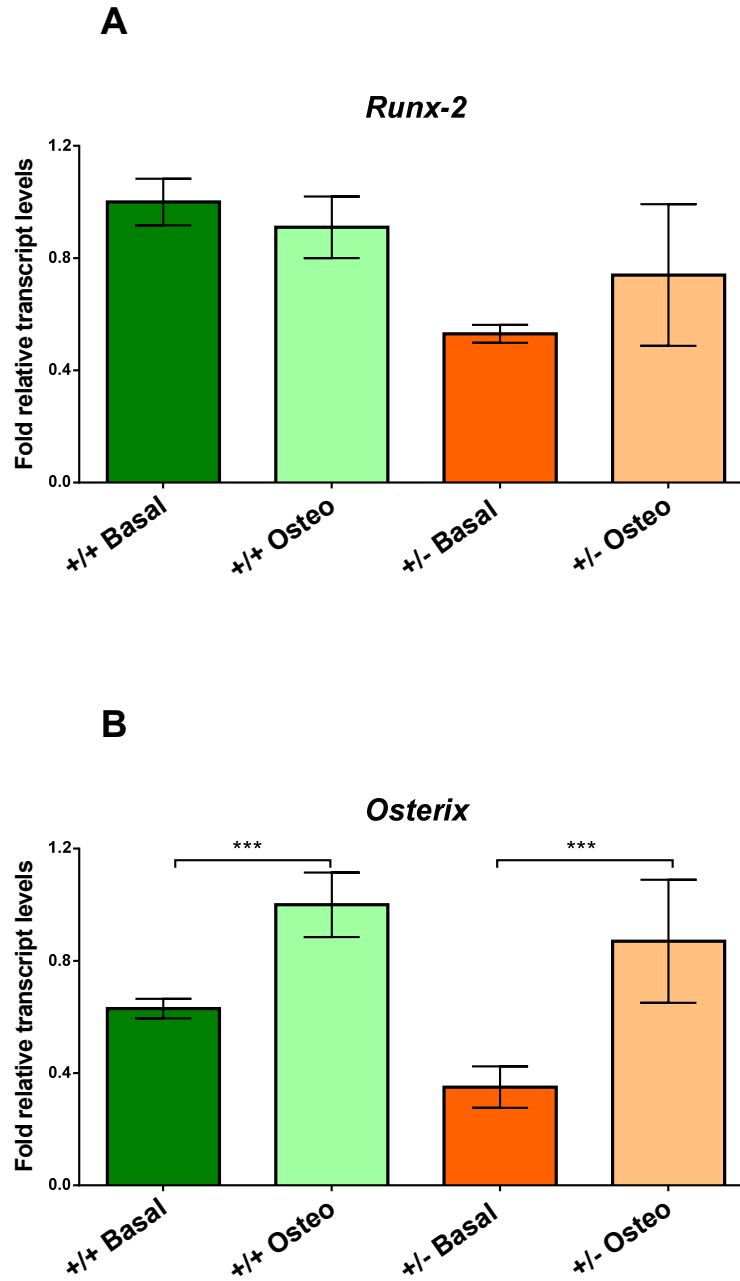 A
Runx-2
Fold relative transcript levels
1.2
0.8
0.4
0.0
+/+ Basal
+/+ Osteo
+/- Basal
+/- Osteo
B
Osterix
Fold relative transcript levels
1.2
0.8
0.4
0.0
***
***
+/+ Basal
+/+ Osteo
+/- Basal
+/- Osteo